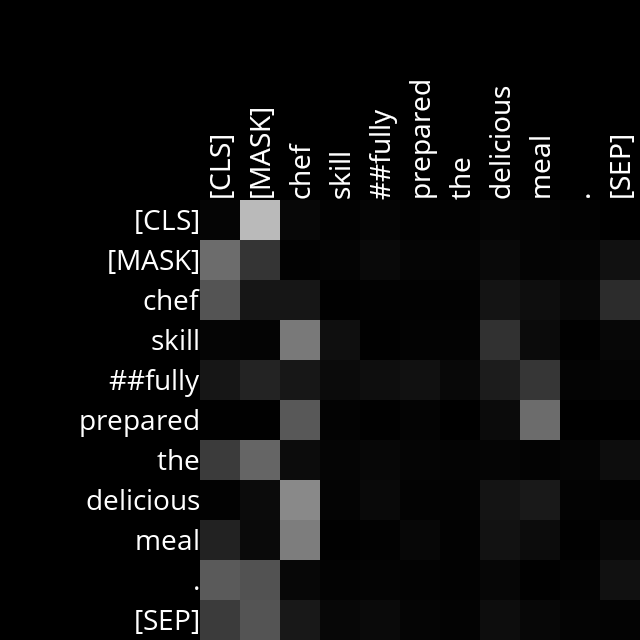 [CLS] [MASK] chef skill ##fully prepared the delicious meal . [SEP]
[CLS]
[MASK]
chef
skill
##fully
prepared
the
delicious
meal
.
[SEP]